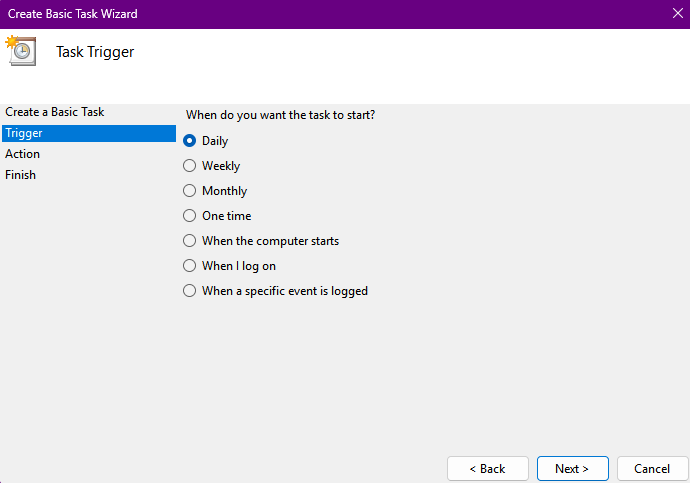 Create Basic Task Wizard
Task Trigger
Create a Basic Task
Trigger
Action
Finish
When do you want the task to start?
Daily
Weekly
Monthly
One time
When the computer starts
When I log on
When a specific event is logged
< Back
Next >
Cancel